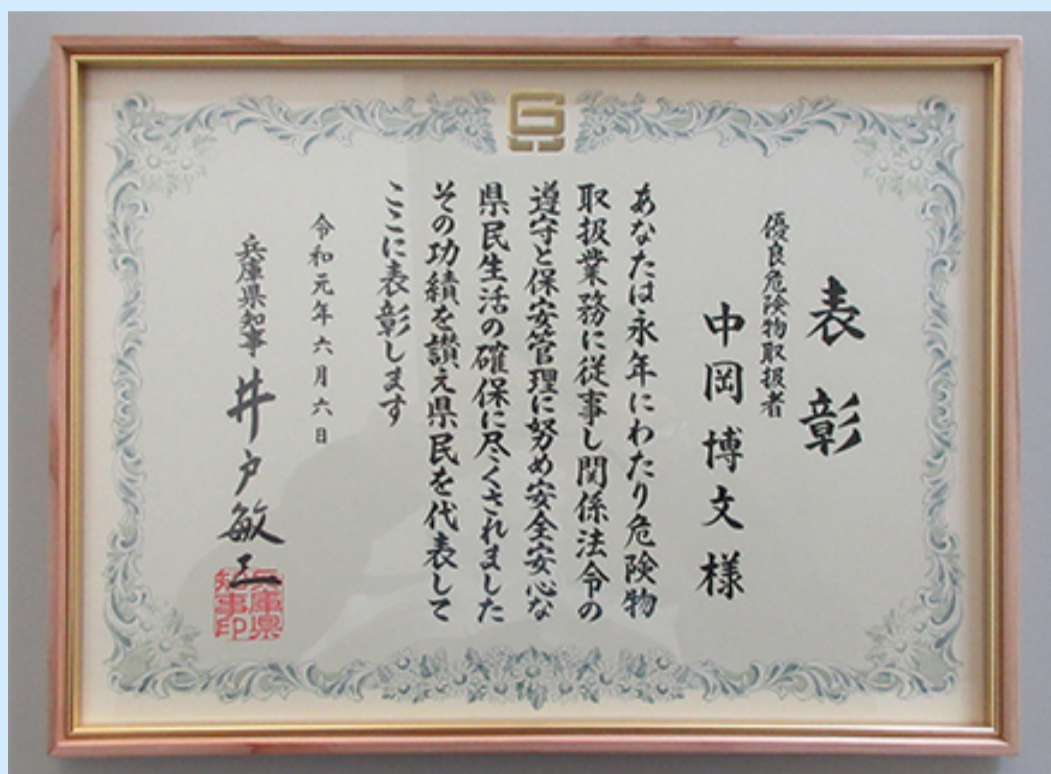 表彰
優良危険物取扱者
中岡博文様
あなたは永年にわたり危険物
取扱業務に従事し関係法令の
遵守と保安管理に努め安全安心な
県民生活の確保に尽くされました
その功績を讃え県民を代表して
ここに表彰します
令和元年六月六日
兵庫県知事 井戸敏三
兵庫県
知事印